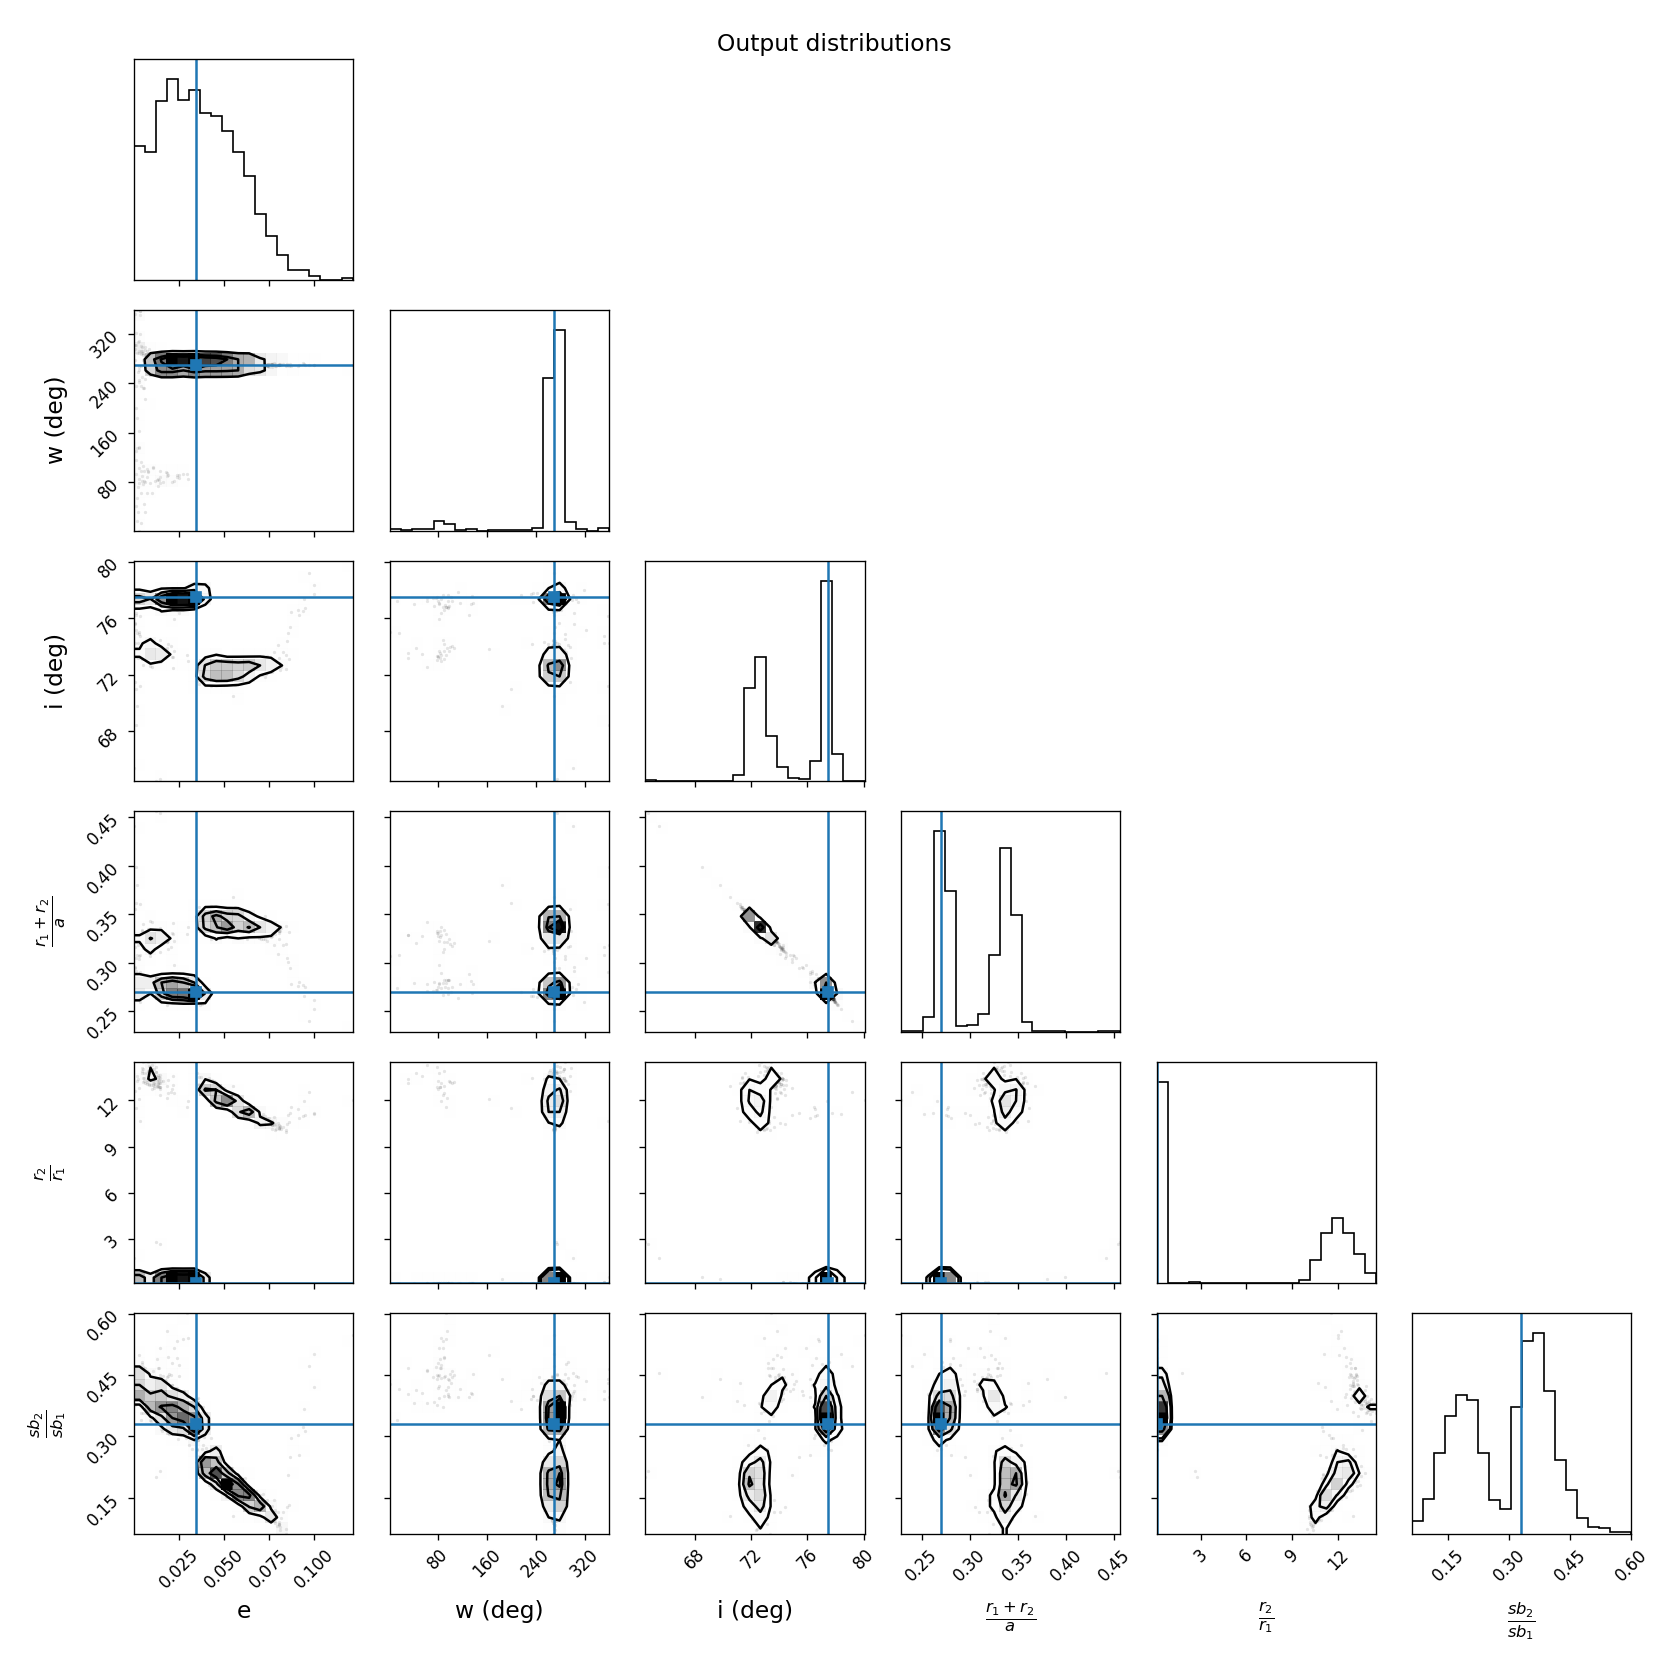 Output distributions
320
240
160
80
w (deg)
80
76
72
68
i (deg)
0.45
0.40
0.35
0.30
0.25
r₁ + r₂
a
12
9
6
3
r₂
r₁
0.60
0.45
0.30
0.15
sb₂
sb₁
0.025 0.050 0.075 0.100
80 160 240 320
68 72 76 80
0.25 0.30 0.35 0.40 0.45
3 6 9 12
0.15 0.30 0.45 0.60
e
w (deg)
i (deg)
r₁ + r₂
a
r₂
r₁
sb₂
sb₁